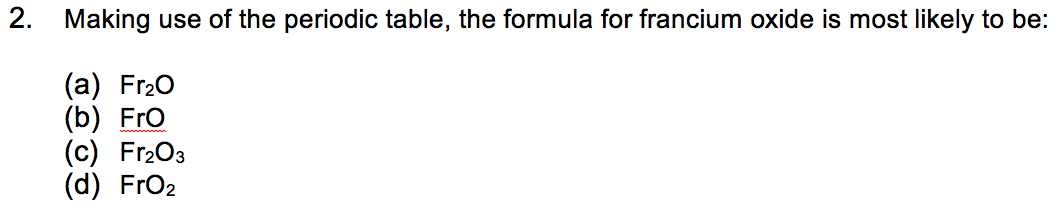 2. Making use of the periodic table, the formula for francium oxide is most likely to be:
(a) Fr₂O
(b) FrO
(c) Fr₂O₃
(d) FrO₂